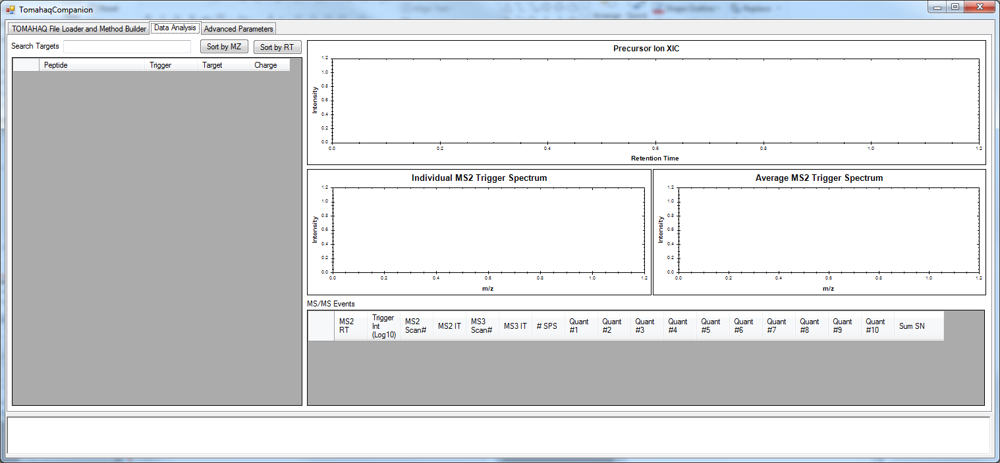 TomahaqCompanion
TOMAHAQ File Loader and Method Builder
Data Analysis
Advanced Parameters
Search Targets
Sort by MZ
Sort by RT
Peptide
Trigger
Target
Charge
Precursor Ion XIC
Intensity
1.2
1.0
0.8
0.6
0.4
0.2
0.0
0.0 0.2 0.4 0.6 0.8 1.0 1.2
Retention Time
Individual MS2 Trigger Spectrum
Intensity
1.2
1.0
0.8
0.6
0.4
0.2
0.0
0.0 0.2 0.4 0.6 0.8 1.0 1.2
m/z
Average MS2 Trigger Spectrum
Intensity
1.2
1.0
0.8
0.6
0.4
0.2
0.0
0.0 0.2 0.4 0.6 0.8 1.0 1.2
m/z
MS/MS Events
MS2
RT
Trigger
Int
(Log10)
MS2
Scan#
MS2 IT
MS3
Scan#
MS3 IT
# SPS
Quant
#1
Quant
#2
Quant
#3
Quant
#4
Quant
#5
Quant
#6
Quant
#7
Quant
#8
Quant
#9
Quant
#10
Sum SN